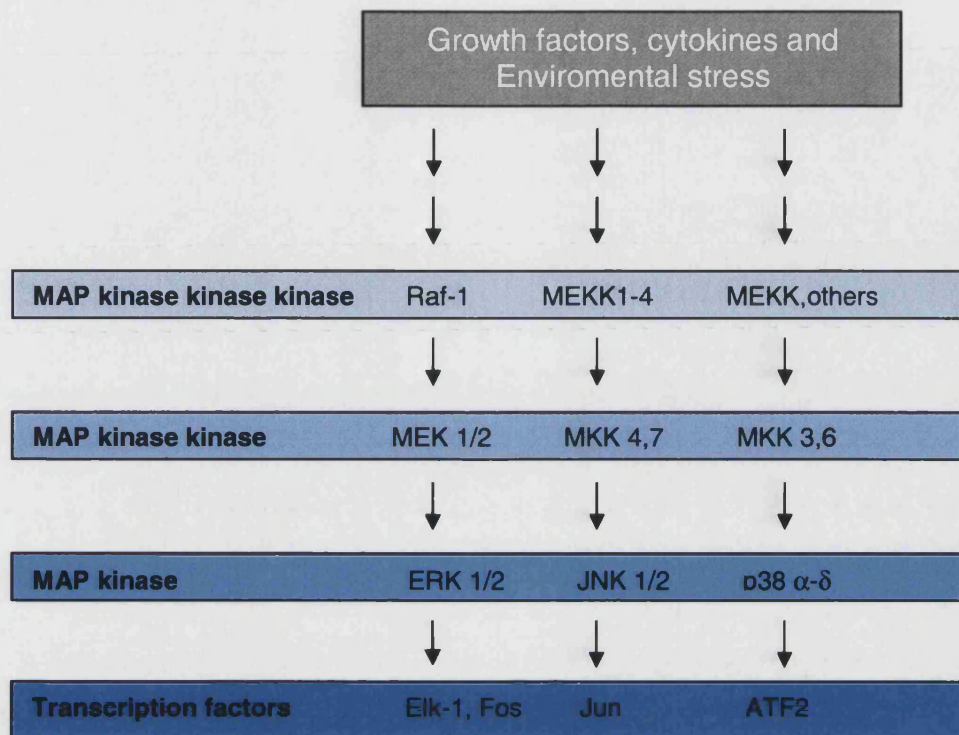 Growth factors, cytokines and
Enviromental stress
MAP kinase kinase kinase Raf-1 MEKK1-4 MEKK,others
MAP kinase kinase MEK 1/2 MKK 4,7 MKK 3,6
MAP kinase ERK 1/2 JNK 1/2 p38 α-δ
Transcription factors Elk-1, Fos Jun ATF2